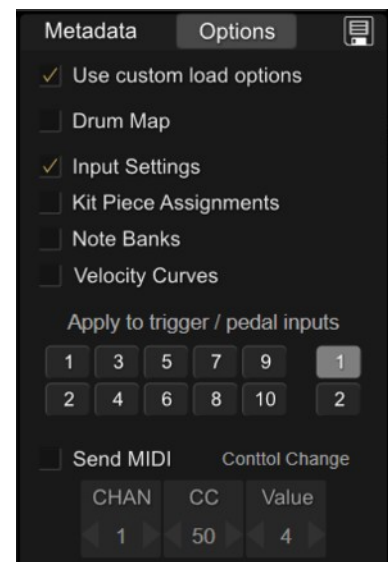 Metadata Options
Use custom load options
Drum Map
Input Settings
Kit Piece Assignments
Note Banks
Velocity Curves
Apply to trigger / pedal inputs
1 3 5 7 9 1
2 4 6 8 10 2
Send MIDI Conttol Change
CHAN CC Value
1 50 4